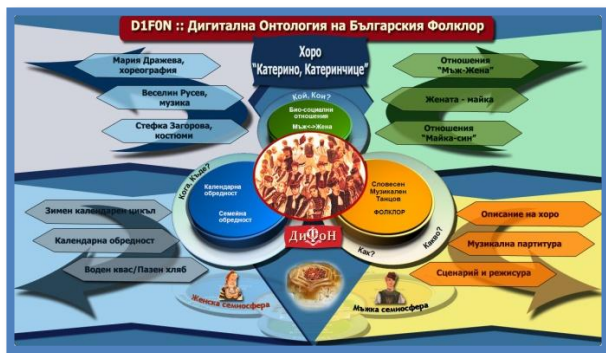 D1F0N :: Дигитална Онтология на Българския Фолклор
Хоро
"Катерино, Катеринчице"
Мария Дражева,
хореография
Веселин Русев,
музика
Стефка Загорова,
костюми
Отношения
"Мъж-Жена"
Жената - майка
Отношения
"Майка-син"
Кой, Кои?
Био-социални
отношения
Мъж<->Жена
Кога, Къде?
Календарна
обредност
Семейна
обредност
Словесен
Музикален
Танцов
ФОЛКЛОР
Как?
Какво?
ДиФоН
Зимен календарен цикъл
Календарна обредност
Воден квас/Пазен хляб
Описание на хоро
Музикална партитура
Сценарий и режисура
Женска семиосфера
Мъжка семиосфера